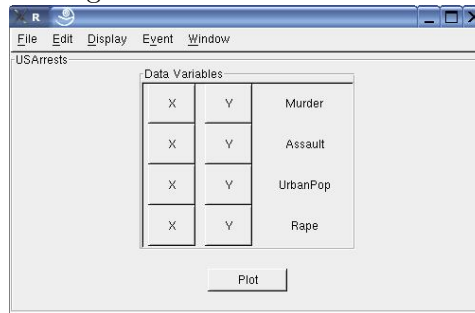 R
File Edit Display Event Window
USArrests
Data Variables
X Y Murder
X Y Assault
X Y UrbanPop
X Y Rape
Plot